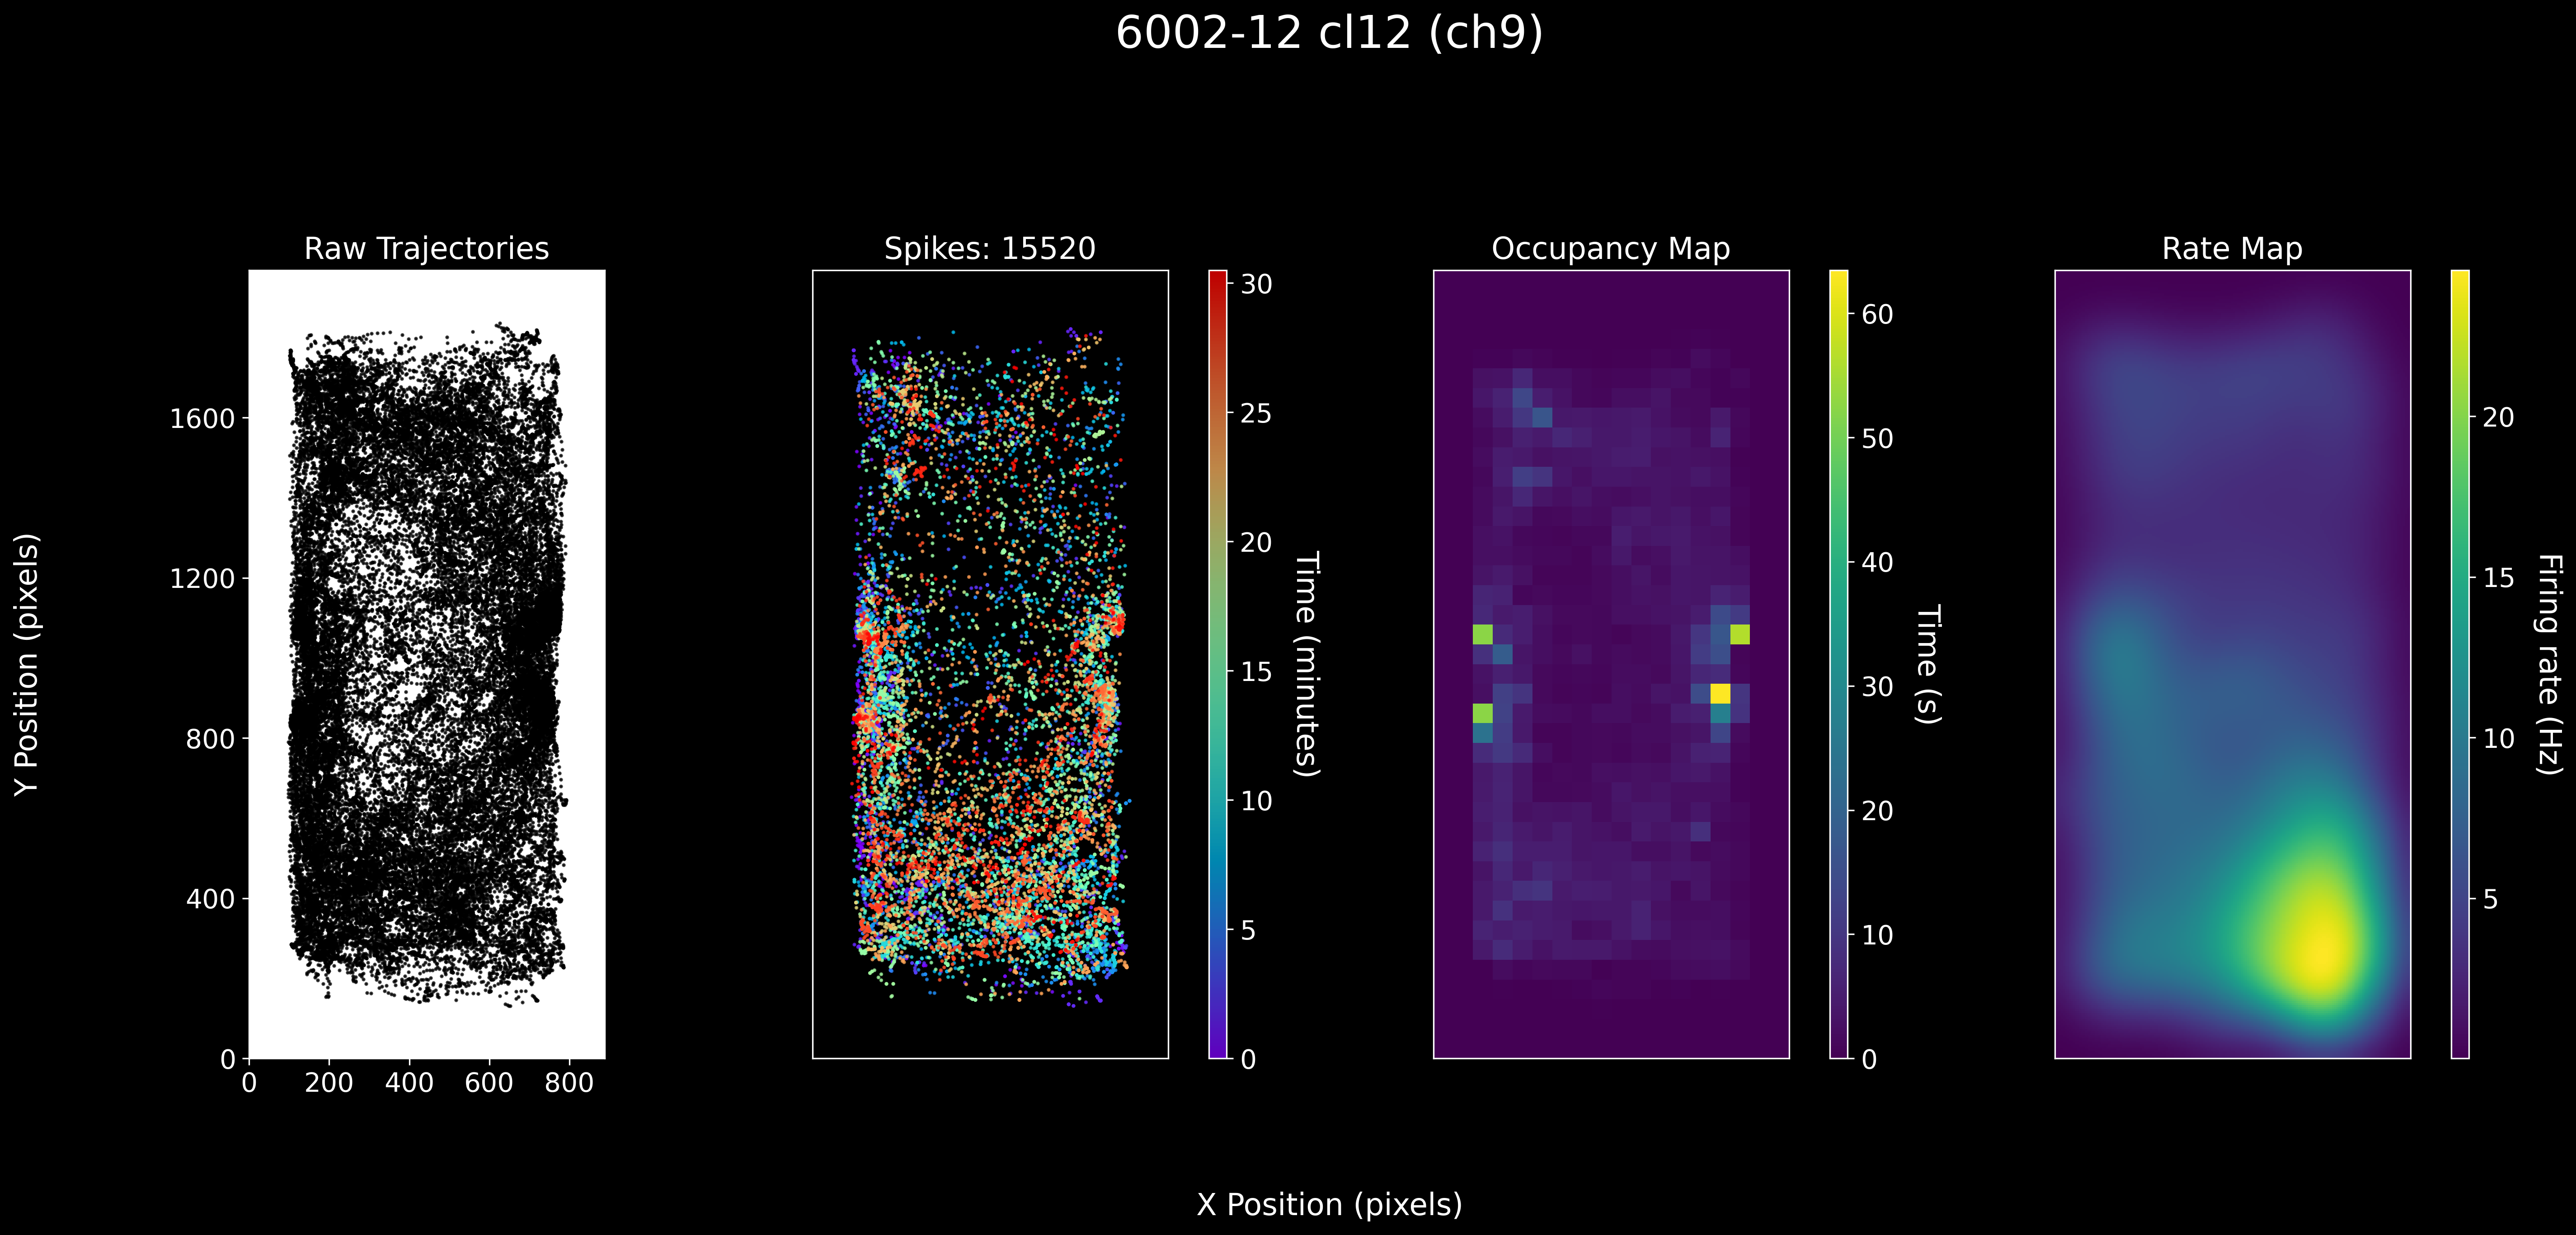 6002-12 cl12 (ch9)
Raw Trajectories
Spikes: 15520
Occupancy Map
Rate Map
Y Position (pixels)
1600
1200
800
400
0
0 200 400 600 800
30
25
20
15
10
5
0
Time (minutes)
60
50
40
30
20
10
0
Time (s)
20
15
10
5
Firing rate (Hz)
X Position (pixels)